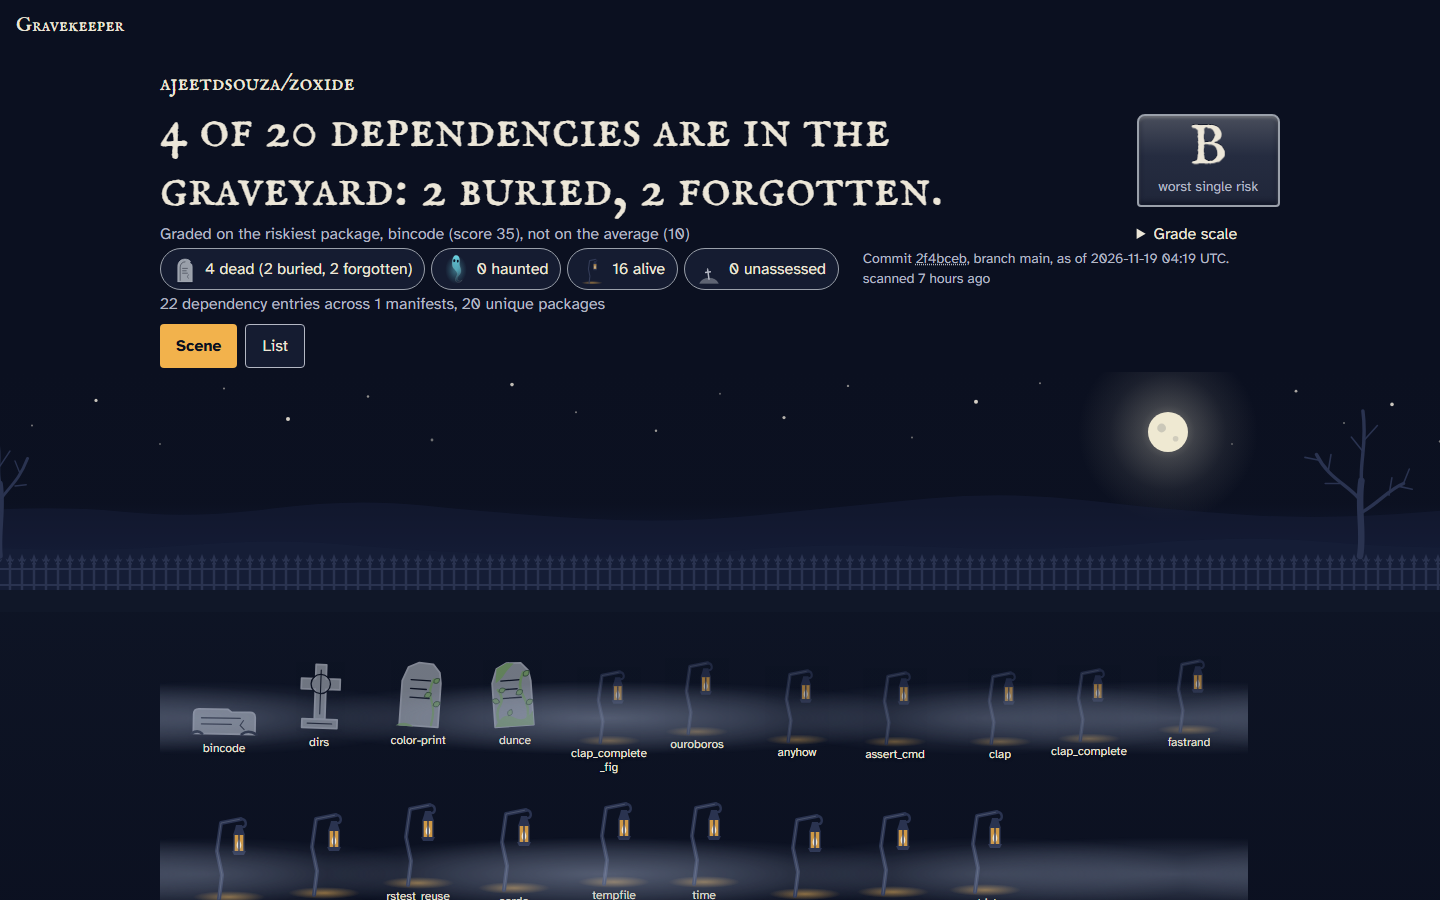 Gravekeeper
ajeetdsouza/zoxide
4 of 20 dependencies are in the
graveyard: 2 buried, 2 forgotten.
B
worst single risk
Graded on the riskiest package, bincode (score 35), not on the average (10)
Grade scale
4 dead (2 buried, 2 forgotten)
0 haunted
16 alive
0 unassessed
Commit 2f4bceb, branch main, as of 2026-11-19 04:19 UTC.
scanned 7 hours ago
22 dependency entries across 1 manifests, 20 unique packages
Scene
List
bincode
dirs
color-print
dunce
clap_complete
_fig
ouroboros
anyhow
assert_cmd
clap
clap_complete
fastrand
rstest_reuse
tempfile
time